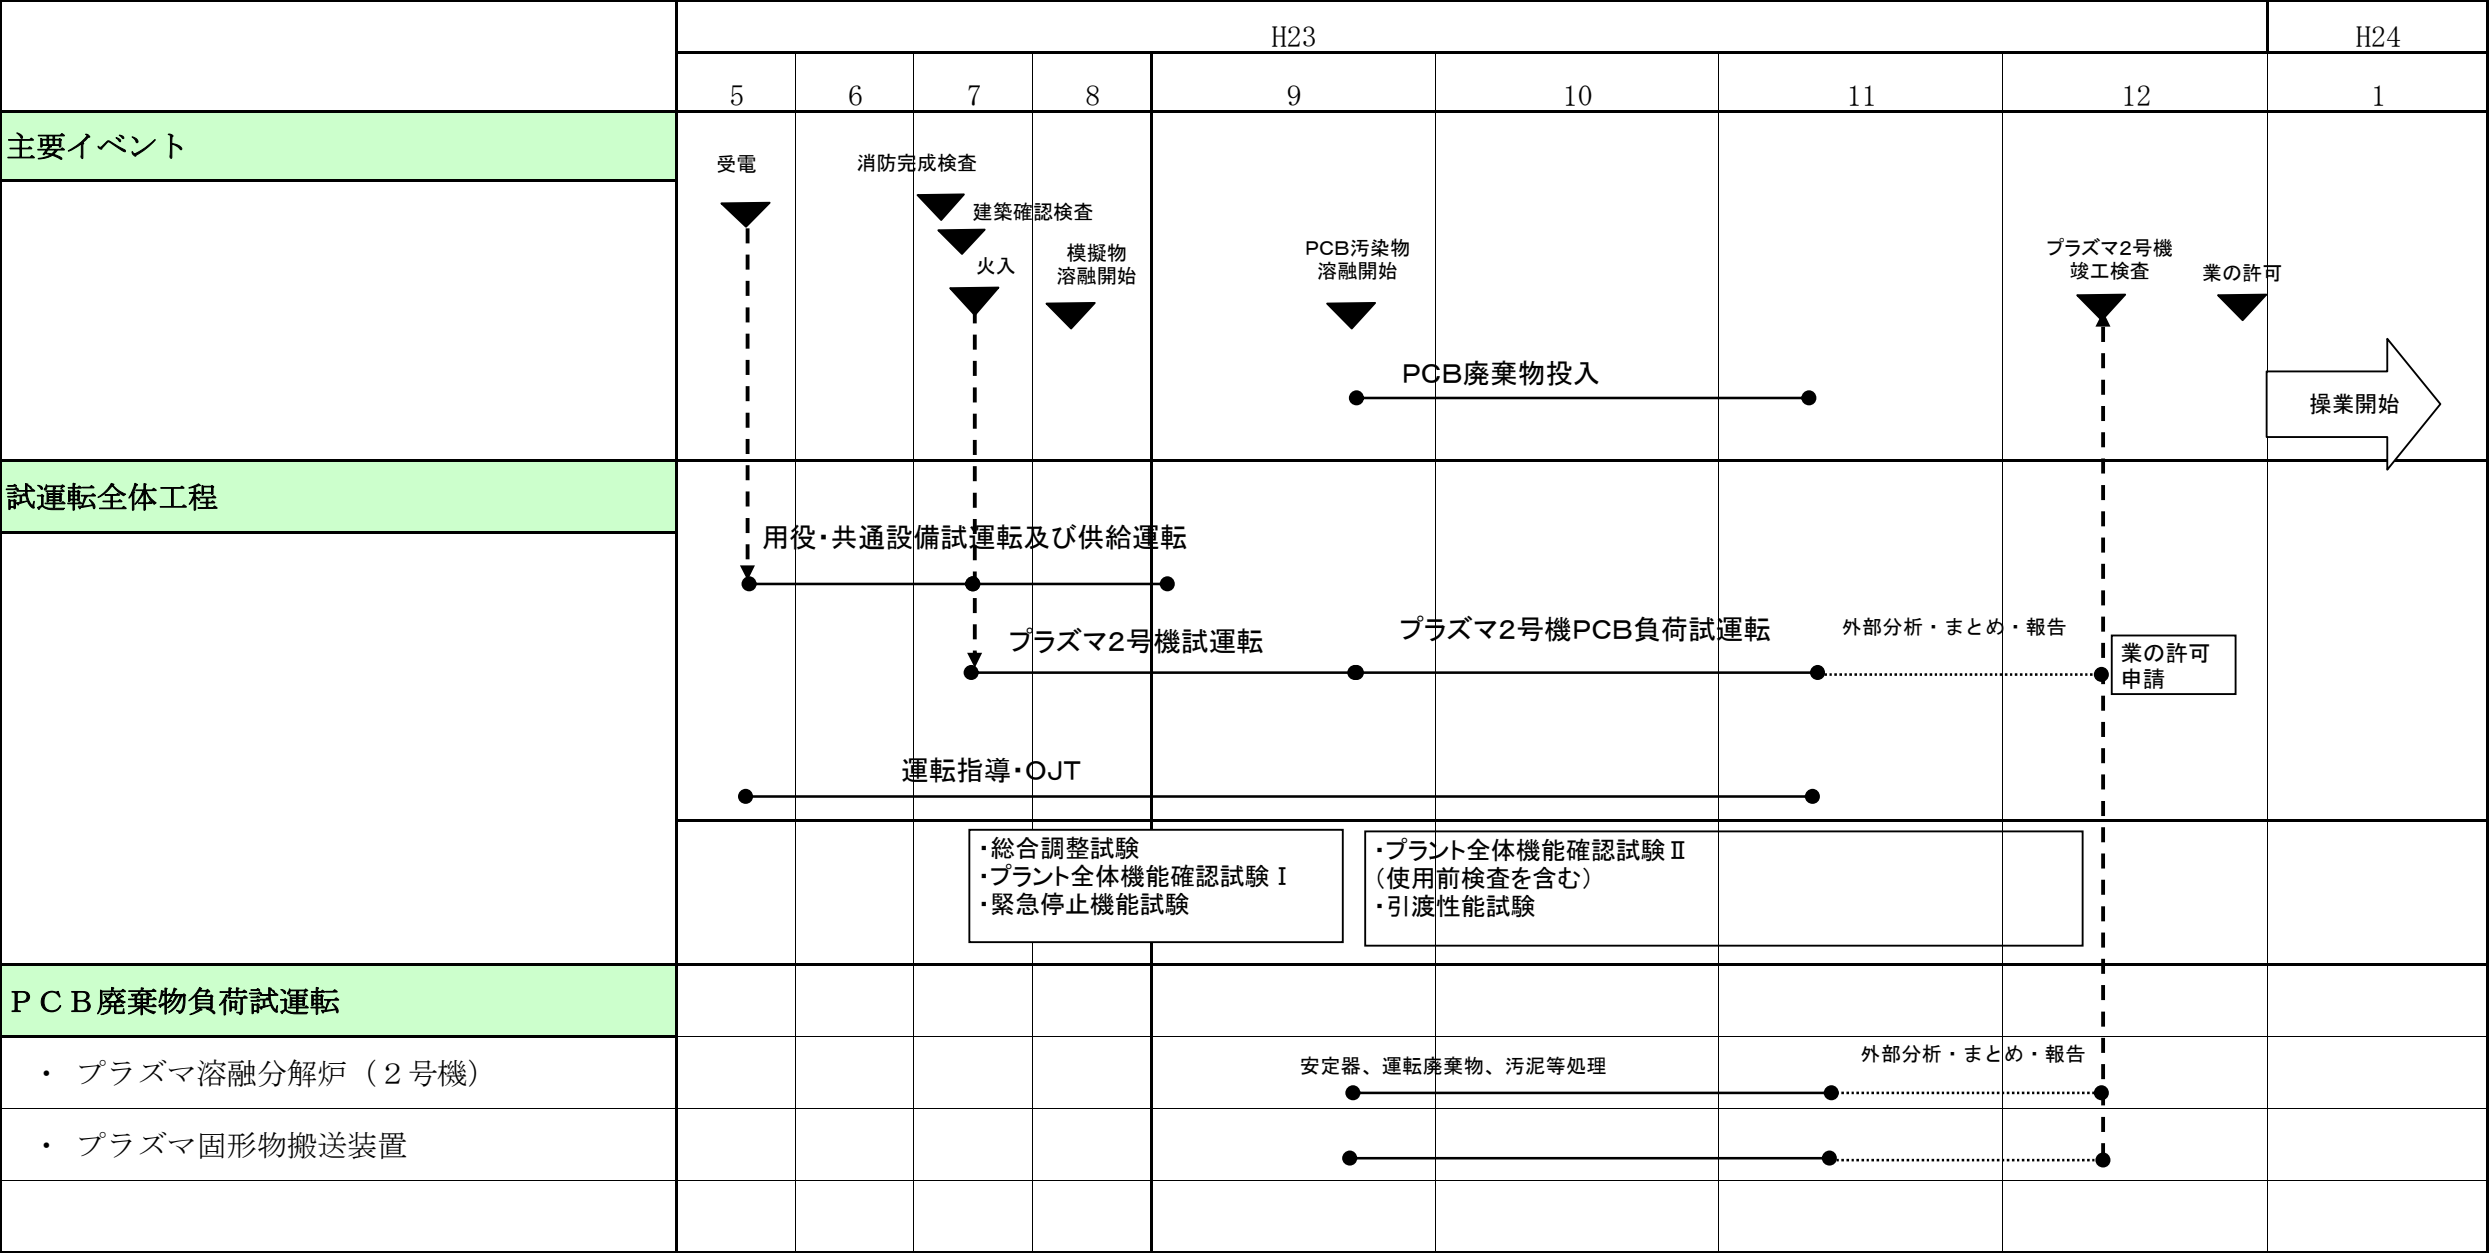 H23
H24
5
6
7
8
9
10
11
12
1
主要イベント
受電
消防完成検査
建築確認検査
火入
模擬物
溶融開始
PCB汚染物
溶融開始
プラズマ2号機
竣工検査
業の許可
PCB廃棄物投入
操業開始
試運転全体工程
用役・共通設備試運転及び供給運転
プラズマ2号機試運転
プラズマ2号機PCB負荷試運転
外部分析・まとめ・報告
業の許可
申請
運転指導・OJT
・総合調整試験
・プラント全体機能確認試験Ⅰ
・緊急停止機能試験
・プラント全体機能確認試験Ⅱ
（使用前検査を含む）
・引渡性能試験
ＰＣＢ廃棄物負荷試運転
・ プラズマ溶融分解炉（２号機）
安定器、運転廃棄物、汚泥等処理
外部分析・まとめ・報告
・ プラズマ固形物搬送装置